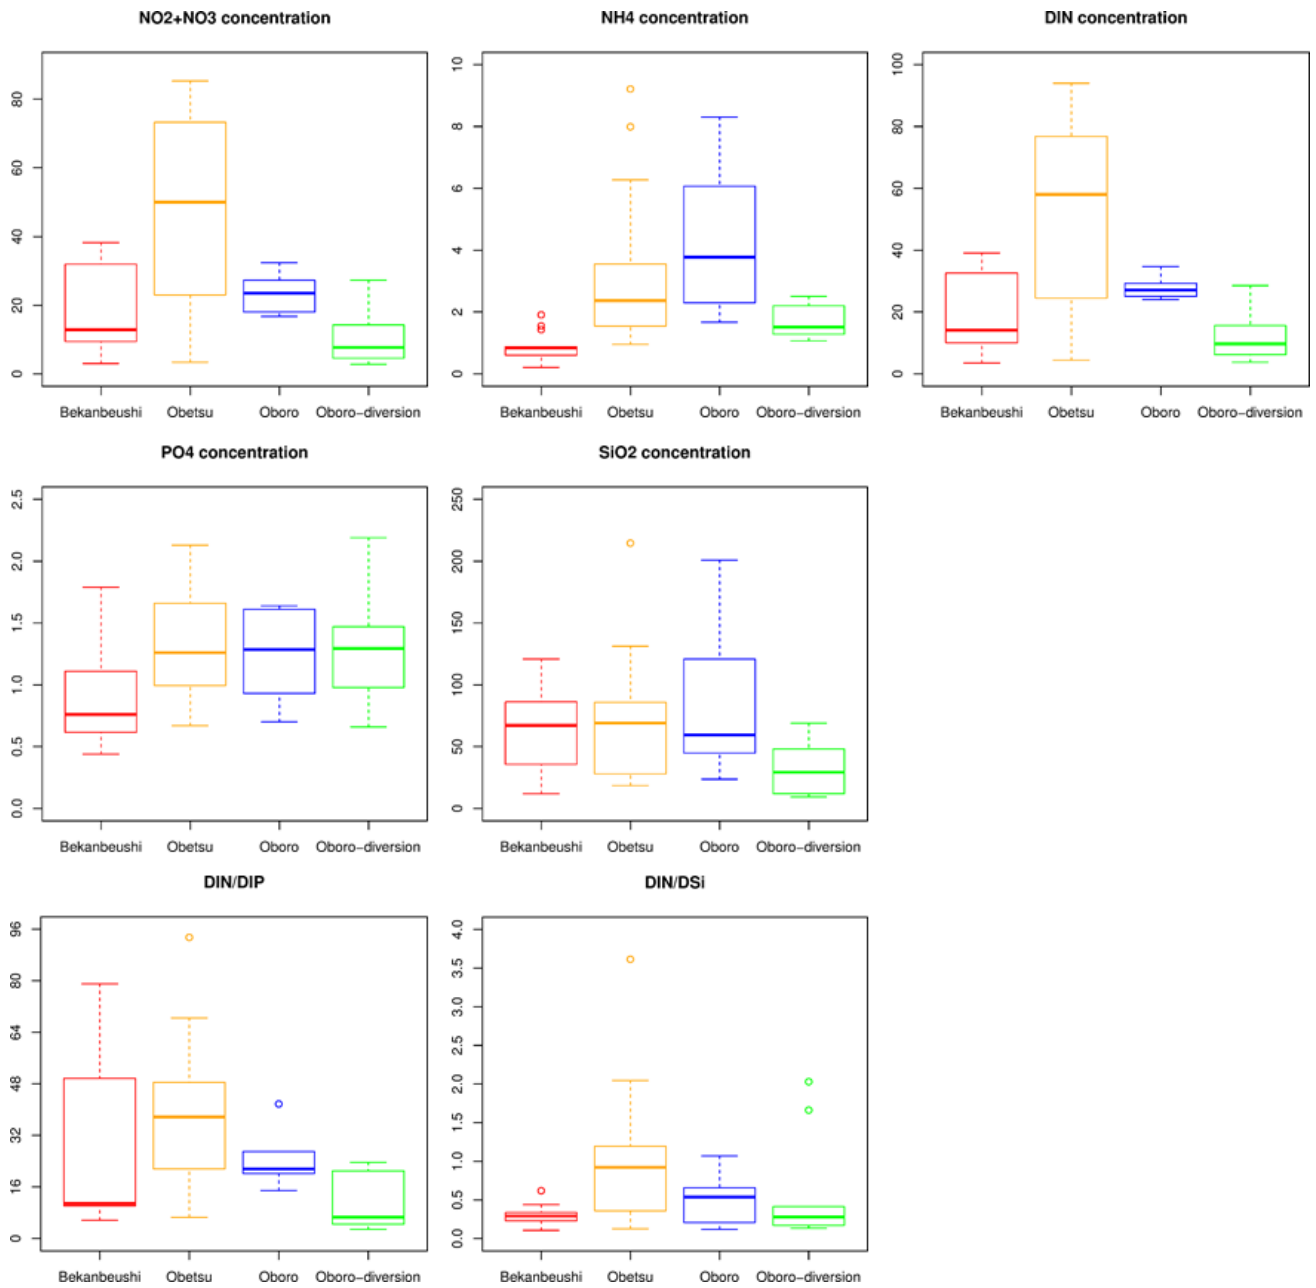 NO2+NO3 concentration
NH4 concentration
DIN concentration
0 20 40 60 80
0 2 4 6 8 10
0 20 40 60 80 100
Bekanbeushi Obetsu Oboro Oboro−diversion
Bekanbeushi Obetsu Oboro Oboro−diversion
Bekanbeushi Obetsu Oboro Oboro−diversion
PO4 concentration
SiO2 concentration
0.0 0.5 1.0 1.5 2.0 2.5
0 50 100 150 200 250
Bekanbeushi Obetsu Oboro Oboro−diversion
Bekanbeushi Obetsu Oboro Oboro−diversion
DIN/DIP
DIN/DSi
0 16 32 48 64 80 96
0.0 0.5 1.0 1.5 2.0 2.5 3.0 3.5 4.0
Bekanbeushi Obetsu Oboro Oboro−diversion
Bekanbeushi Obetsu Oboro Oboro−diversion